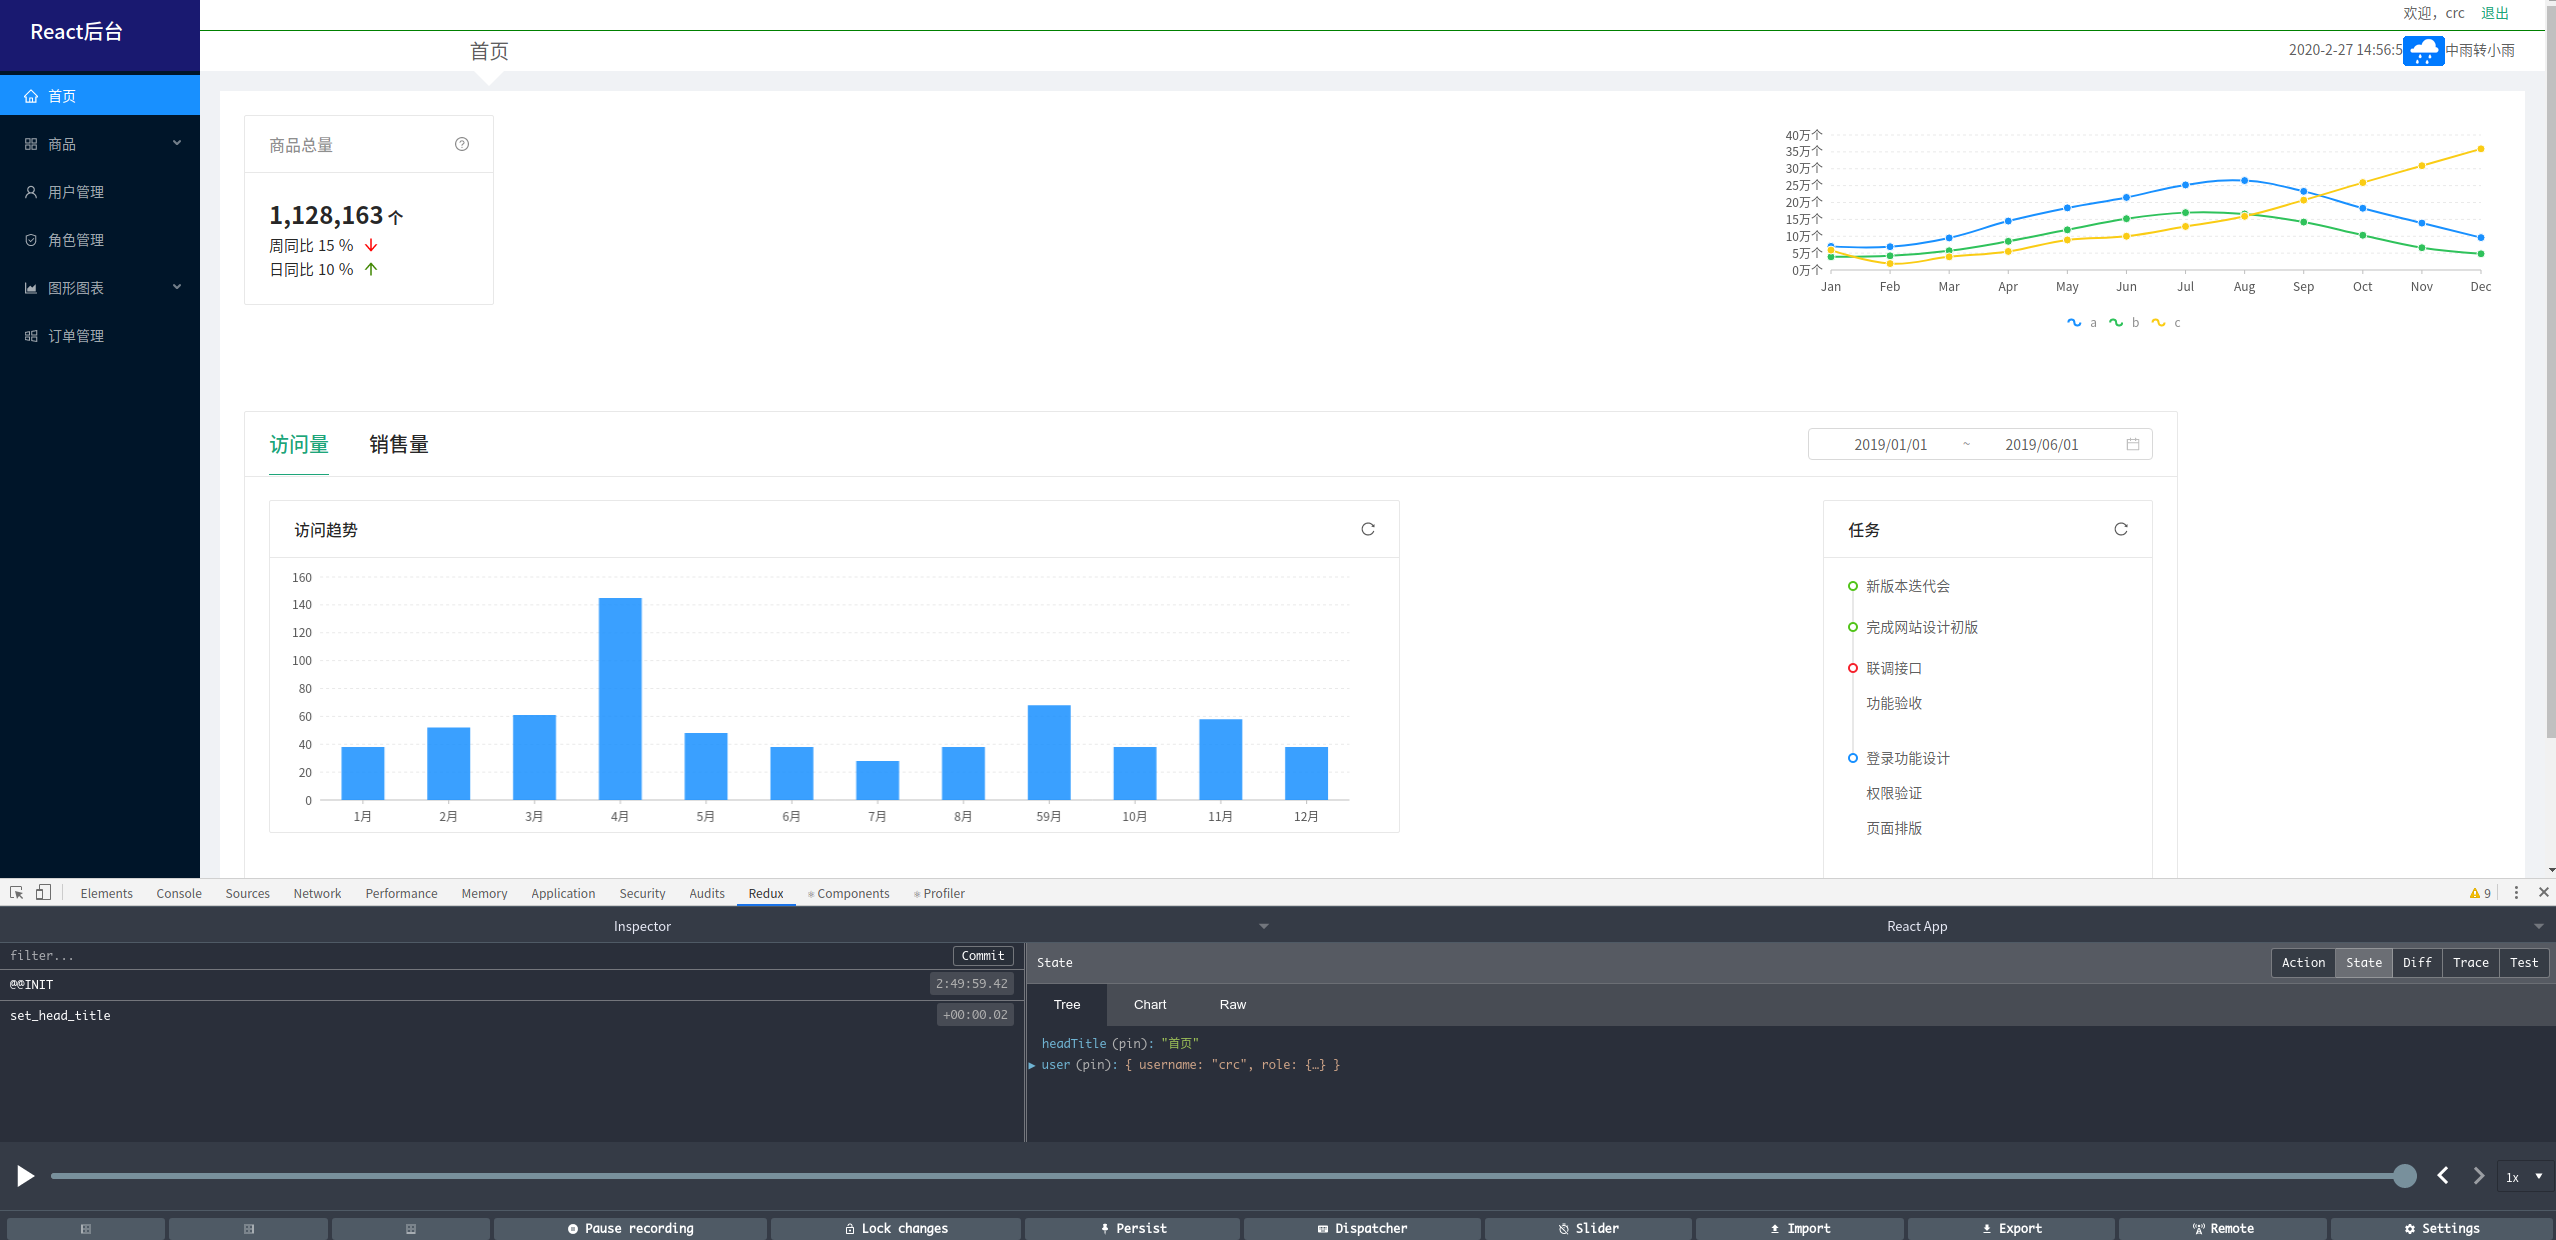 React后台
欢迎，crc 退出
首页
2020-2-27 14:56:5 中雨转小雨
首页
商品
用户管理
角色管理
图形图表
订单管理
商品总量
1,128,163 个
周同比 15 %
日同比 10 %
40万个
35万个
30万个
25万个
20万个
15万个
10万个
5万个
0万个
Jan Feb Mar Apr May Jun Jul Aug Sep Oct Nov Dec
a b c
访问量 销售量
2019/01/01 ~ 2019/06/01
访问趋势
160
140
120
100
80
60
40
20
0
1月 2月 3月 4月 5月 6月 7月 8月 59月 10月 11月 12月
任务
新版本迭代会
完成网站设计初版
联调接口
功能验收
登录功能设计
权限验证
页面排版
Elements Console Sources Network Performance Memory Application Security Audits Redux Components Profiler 9
Inspector React App
filter... Commit
@@INIT 2:49:59.42
set_head_title +00:00.02
State Action State Diff Trace Test
Tree Chart Raw
headTitle (pin): "首页"
user (pin): { username: "crc", role: {…} }
1x
Pause recording Lock changes Persist Dispatcher Slider Import Export Remote Settings